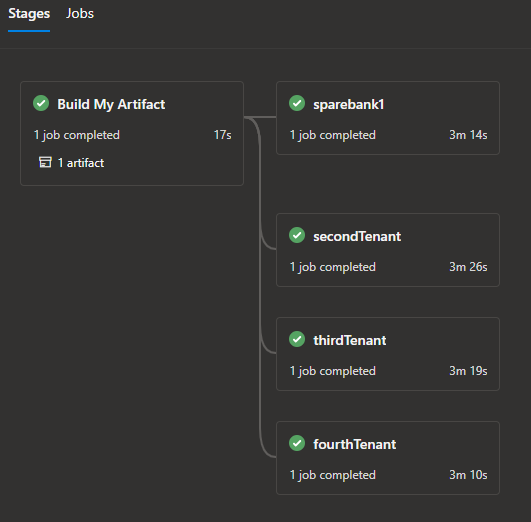 Stages Jobs
Build My Artifact
1 job completed 17s
1 artifact
sparebank1
1 job completed 3m 14s
secondTenant
1 job completed 3m 26s
thirdTenant
1 job completed 3m 19s
fourthTenant
1 job completed 3m 10s